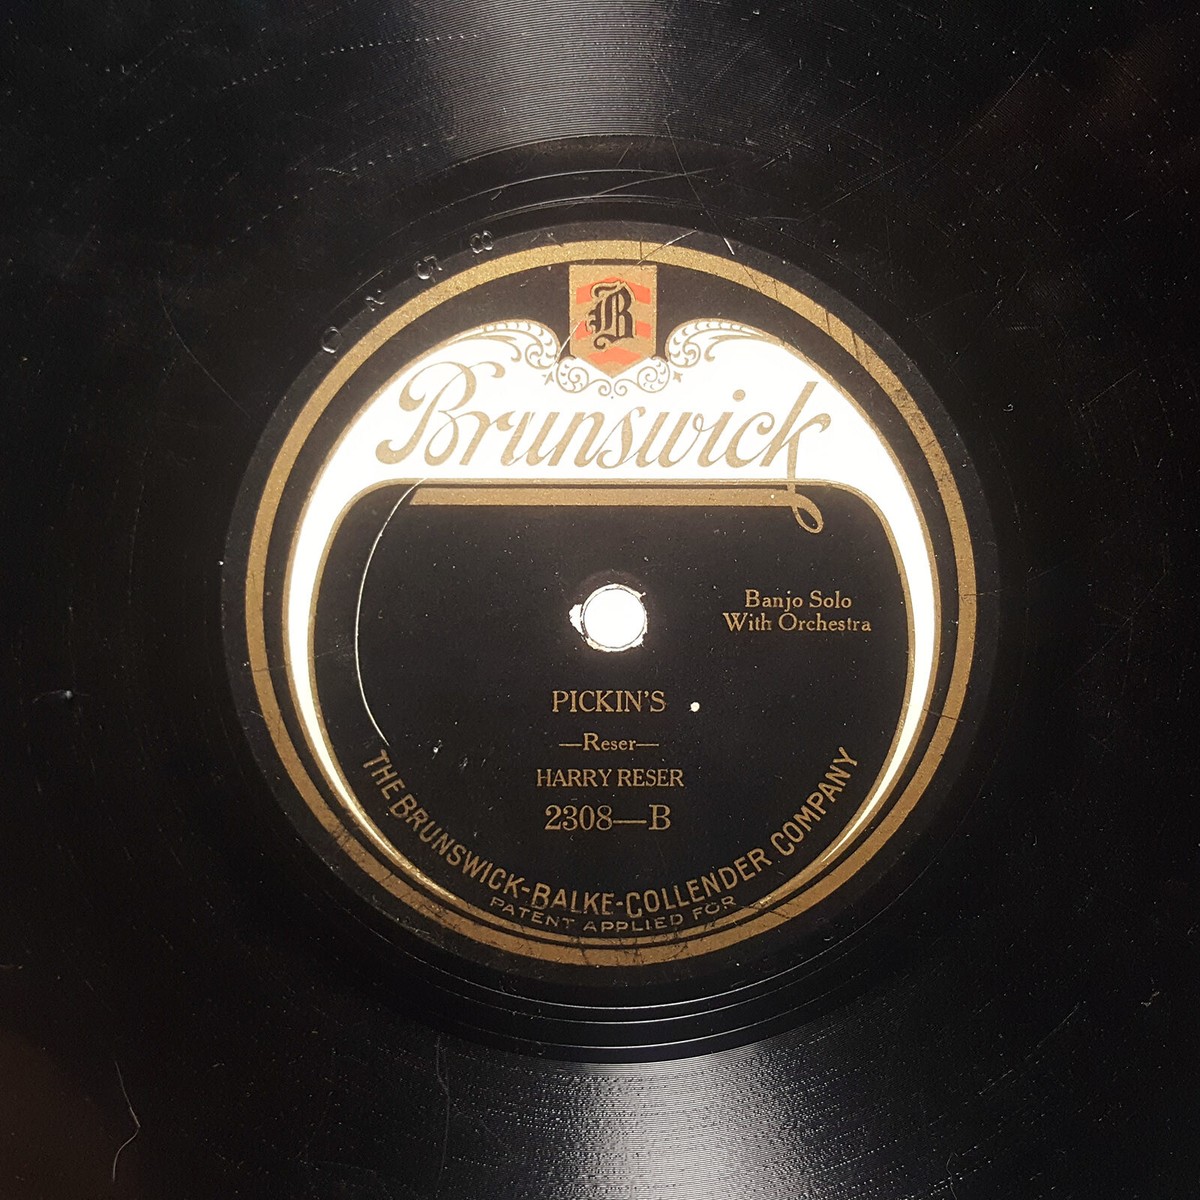 B
Brunswick
Banjo Solo
With Orchestra
PICKIN'S
—Reser—
HARRY RESER
2308—B
THE BRUNSWICK-BALKE-COLLENDER COMPANY
PATENT APPLIED FOR